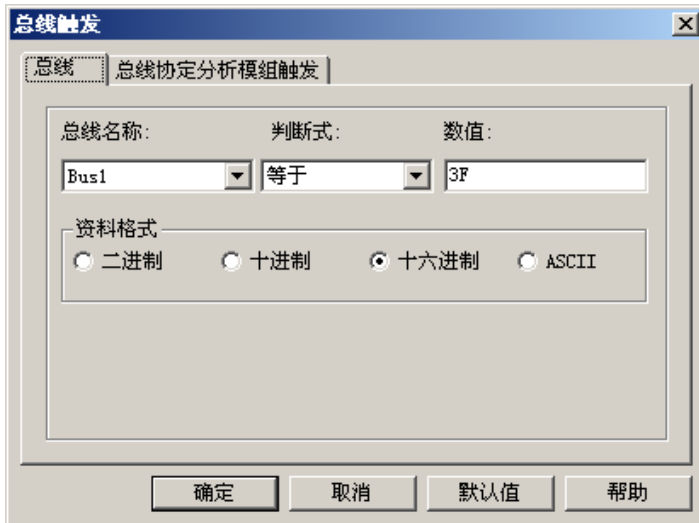 总线触发
总线 总线协定分析模组触发
总线名称: 判断式: 数值:
Bus1 等于 3F
资料格式
二进制 十进制 十六进制 ASCII
确定 取消 默认值 帮助